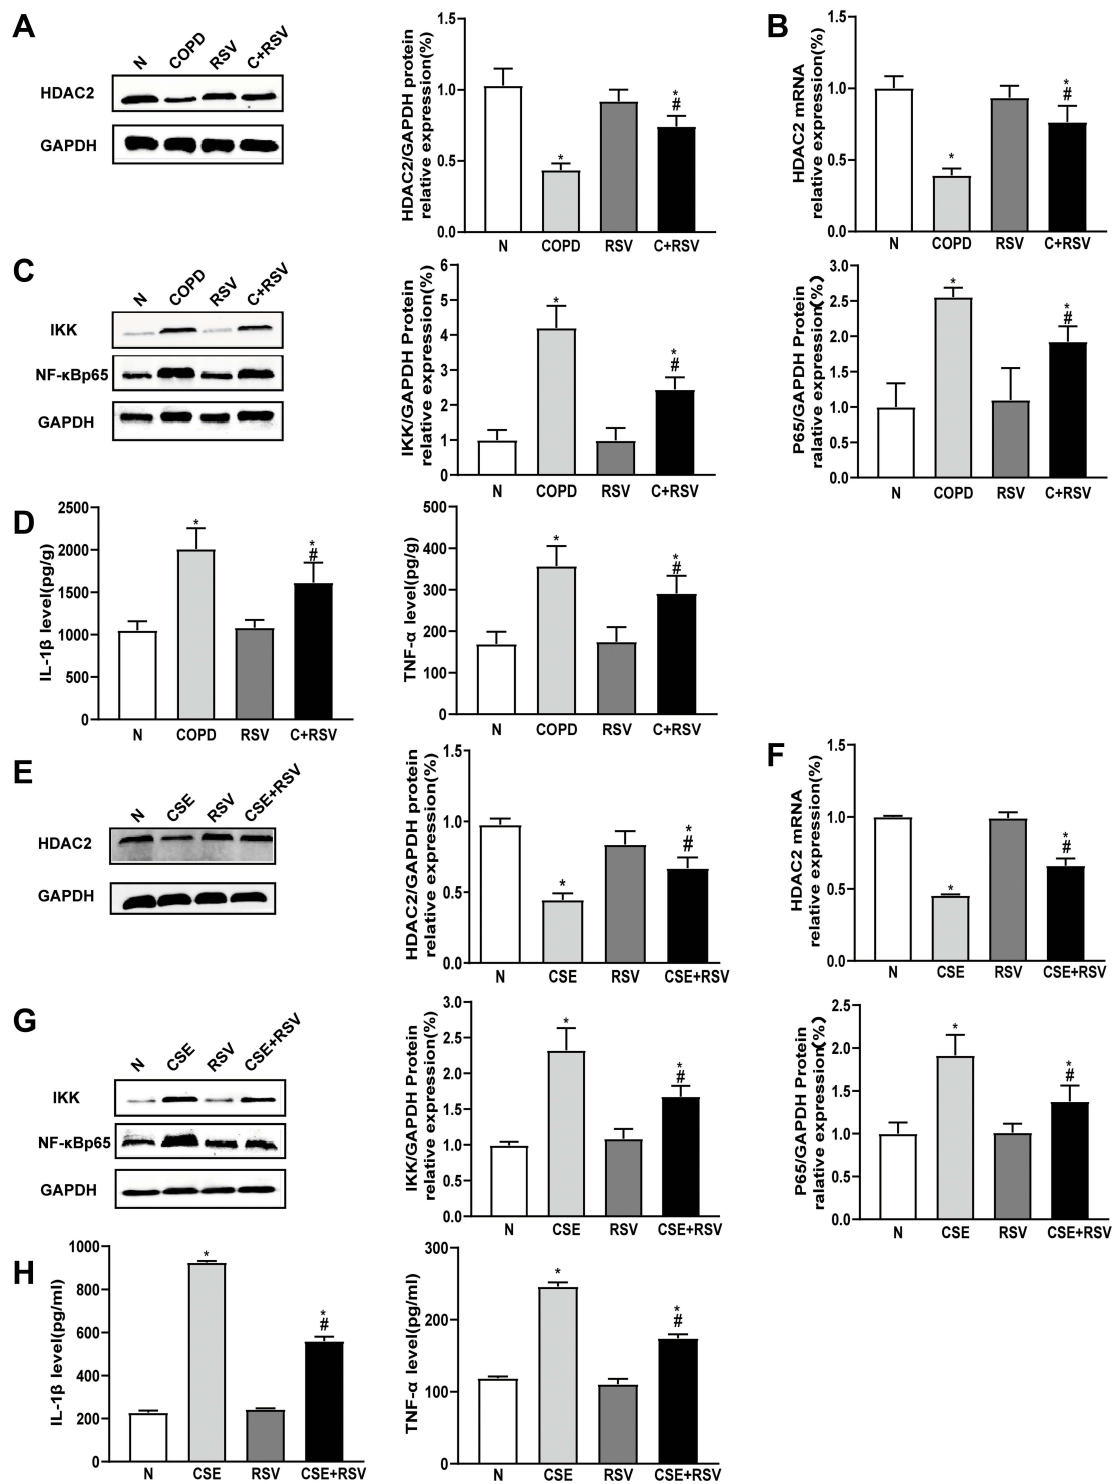 A
N COPD RSV C+RSV
HDAC2
GAPDH
HDAC2/GAPDH protein
relative expression(%)
1.5
1.0
0.5
0.0
*
*
#
N COPD RSV C+RSV
B
HDAC2 mRNA
relative expression(%)
1.5
1.0
0.5
0.0
*
*
#
N COPD RSV C+RSV
C
N COPD RSV C+RSV
IKK
NF-κBp65
GAPDH
IKK/GAPDH Protein
relative expression(%)
6
5
4
3
2
1
0
*
*
#
N COPD RSV C+RSV
P65/GAPDH Protein
ralative expression(%)
3.0
2.5
2.0
1.5
1.0
0.5
0.0
*
*
#
N COPD RSV C+RSV
D
IL-1β level(pg/g)
2500
2000
1500
1000
500
0
*
*
#
N COPD RSV C+RSV
TNF-α level(pg/g)
500
400
300
200
100
0
*
*
#
N COPD RSV C+RSV
E
N CSE RSV CSE+RSV
HDAC2
GAPDH
HDAC2/GAPDH protein
relative expression(%)
1.5
1.0
0.5
0.0
*
*
#
N CSE RSV CSE+RSV
F
HDAC2 mRNA
relative expression(%)
1.5
1.0
0.5
0.0
*
*
#
N CSE RSV CSE+RSV
G
N CSE RSV CSE+RSV
IKK
NF-κBp65
GAPDH
IKK/GAPDH Protein
relative expression(%)
3.0
2.5
2.0
1.5
1.0
0.5
0.0
*
*
#
N CSE RSV CSE+RSV
P65/GAPDH Protein
ralative expression(%)
2.5
2.0
1.5
1.0
0.5
0.0
*
*
#
N CSE RSV CSE+RSV
H
IL-1β level(pg/ml)
1000
800
600
400
200
0
*
*
#
N CSE RSV CSE+RSV
TNF-α level(pg/ml)
300
200
100
0
*
*
#
N CSE RSV CSE+RSV